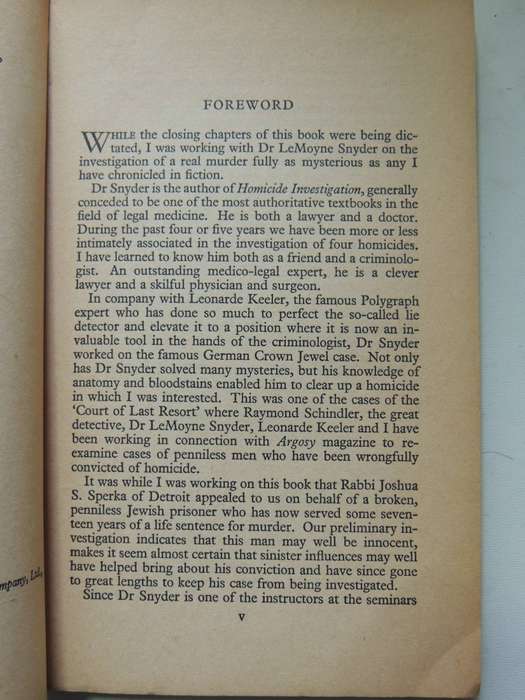 FOREWORD
WHILE the closing chapters of this book were being dic-
tated, I was working with Dr LeMoyne Snyder on the
investigation of a real murder fully as mysterious as any I
have chronicled in fiction.
Dr Snyder is the author of Homicide Investigation, generally
conceded to be one of the most authoritative textbooks in the
field of legal medicine. He is both a lawyer and a doctor.
During the past four or five years we have been more or less
intimately associated in the investigation of four homicides.
I have learned to know him both as a friend and a criminolo-
gist. An outstanding medico-legal expert, he is a clever
lawyer and a skilful physician and surgeon.
In company with Leonarde Keeler, the famous Polygraph
expert who has done so much to perfect the so-called lie
detector and elevate it to a position where it is now an in-
valuable tool in the hands of the criminologist, Dr Snyder
worked on the famous German Crown Jewel case. Not only
has Dr Snyder solved many mysteries, but his knowledge of
anatomy and bloodstains enabled him to clear up a homicide
in which I was interested. This was one of the cases of the
'Court of Last Resort' where Raymond Schindler, the great
detective, Dr LeMoyne Snyder, Leonarde Keeler and I have
been working in connection with Argosy magazine to re-
examine cases of penniless men who have been wrongfully
convicted of homicide.
It was while I was working on this book that Rabbi Joshua
S. Sperka of Detroit appealed to us on behalf of a broken,
penniless Jewish prisoner who has now served some seven-
teen years of a life sentence for murder. Our preliminary in-
vestigation indicates that this man may well be innocent,
makes it seem almost certain that sinister influences may well
have helped bring about his conviction and have since gone
to great lengths to keep his case from being investigated.
Since Dr Snyder is one of the instructors at the seminars
v
Ltd.,